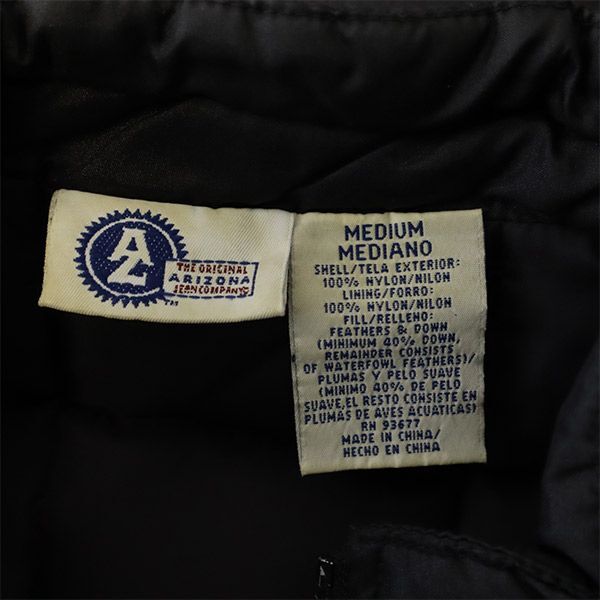 AZ
THE ORIGINAL
ARIZONA
JEAN COMPANY
TM
MEDIUM
MEDIANO
SHELL/TELA EXTERIOR:
100% NYLON/NILON
LINING/FORRO:
100% NYLON/NILON
FILL/RELLENO:
FEATHERS & DOWN
(MINIMUM 40% DOWN,
REMAINDER CONSISTS
OF WATERFOWL FEATHERS)/
PLUMAS Y PELO SUAVE
(MINIMO 40% DE PELO
SUAVE,EL RESTO CONSISTE EN
PLUMAS DE AVES ACUATICAS)
RN 93677
MADE IN CHINA/
HECHO EN CHINA